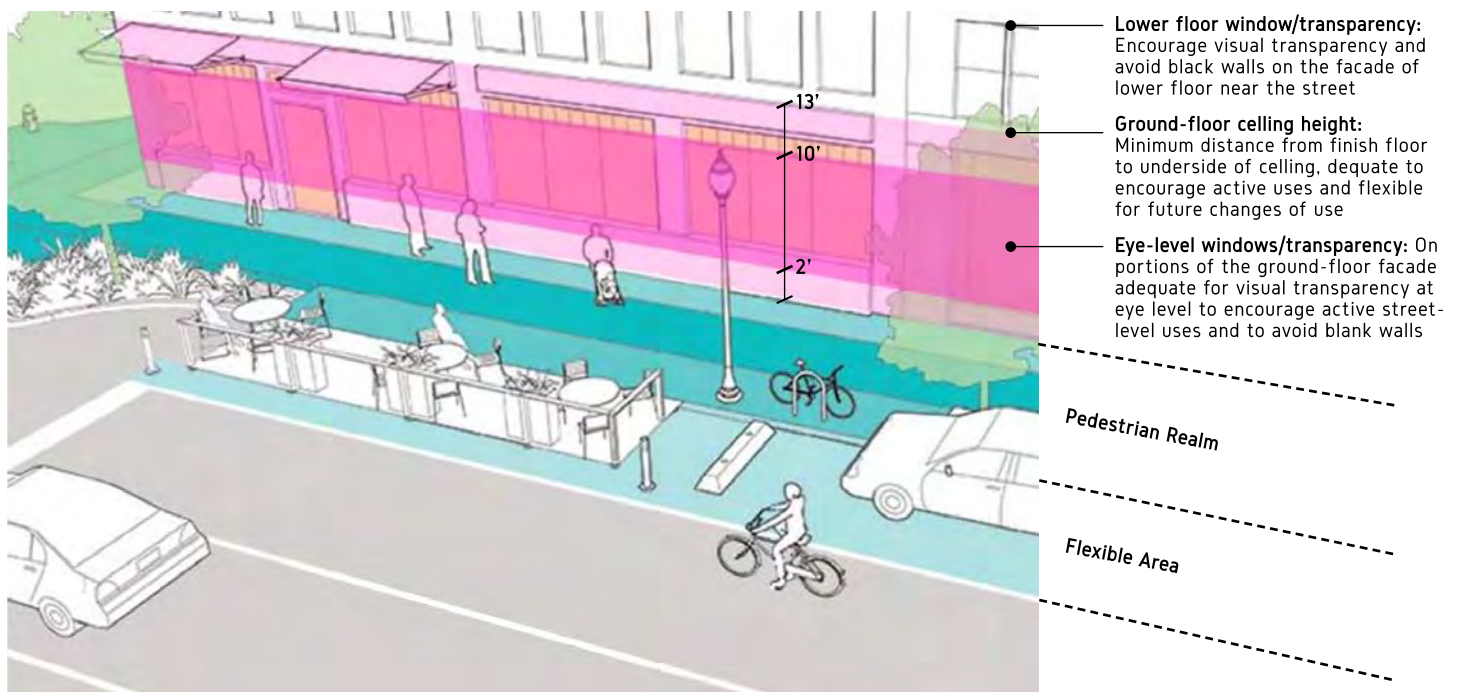 Lower floor window/transparency:
Encourage visual transparency and
avoid black walls on the facade of
lower floor near the street
13'
Ground-floor celling height:
Minimum distance from finish floor
to underside of celling, dequate to
encourage active uses and flexible
for future changes of use
10'
Eye-level windows/transparency: On
portions of the ground-floor facade
adequate for visual transparency at
eye level to encourage active street-
level uses and to avoid blank walls
2'
Pedestrian Realm
Flexible Area